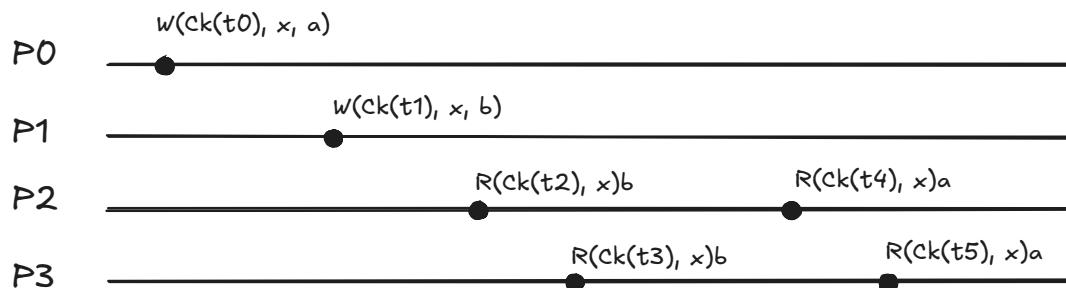 W(Ck(t0), x, a)
P0
W(Ck(t1), x, b)
P1
R(Ck(t2), x)b
R(Ck(t4), x)a
P2
R(Ck(t3), x)b
R(Ck(t5), x)a
P3